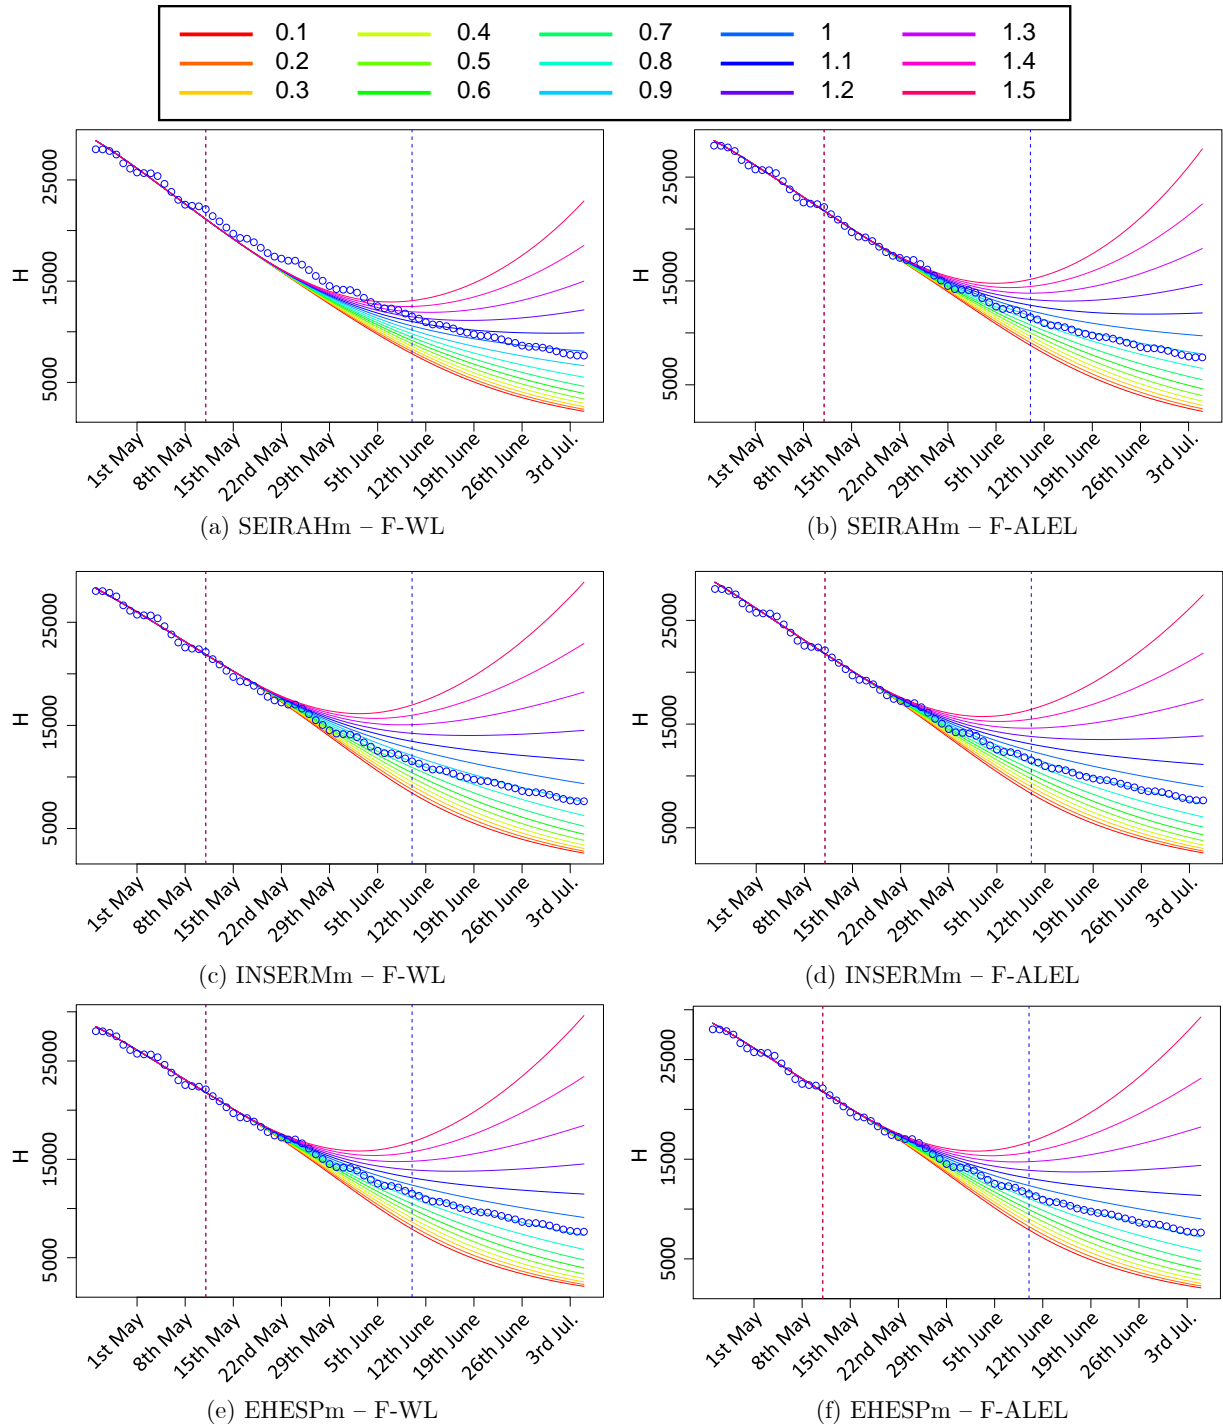 0.1 0.4 0.7 1 1.3
0.2 0.5 0.8 1.1 1.4
0.3 0.6 0.9 1.2 1.5
H
25000
15000
5000
1st May 8th May 15th May 22nd May 29th May 5th June 12th June 19th June 26th June 3rd Jul.
(a) SEIRAHm – F-WL
H
25000
15000
5000
1st May 8th May 15th May 22nd May 29th May 5th June 12th June 19th June 26th June 3rd Jul.
(b) SEIRAHm – F-ALEL
H
25000
15000
5000
1st May 8th May 15th May 22nd May 29th May 5th June 12th June 19th June 26th June 3rd Jul.
(c) INSERMm – F-WL
H
25000
15000
5000
1st May 8th May 15th May 22nd May 29th May 5th June 12th June 19th June 26th June 3rd Jul.
(d) INSERMm – F-ALEL
H
25000
15000
5000
1st May 8th May 15th May 22nd May 29th May 5th June 12th June 19th June 26th June 3rd Jul.
(e) EHESPm – F-WL
H
25000
15000
5000
1st May 8th May 15th May 22nd May 29th May 5th June 12th June 19th June 26th June 3rd Jul.
(f) EHESPm – F-ALEL